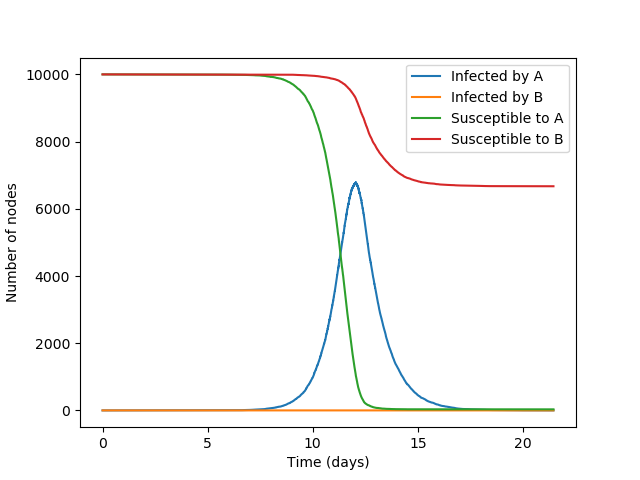 10000
8000
6000
4000
2000
0
Number of nodes
0 5 10 15 20
Time (days)
Infected by A
Infected by B
Susceptible to A
Susceptible to B